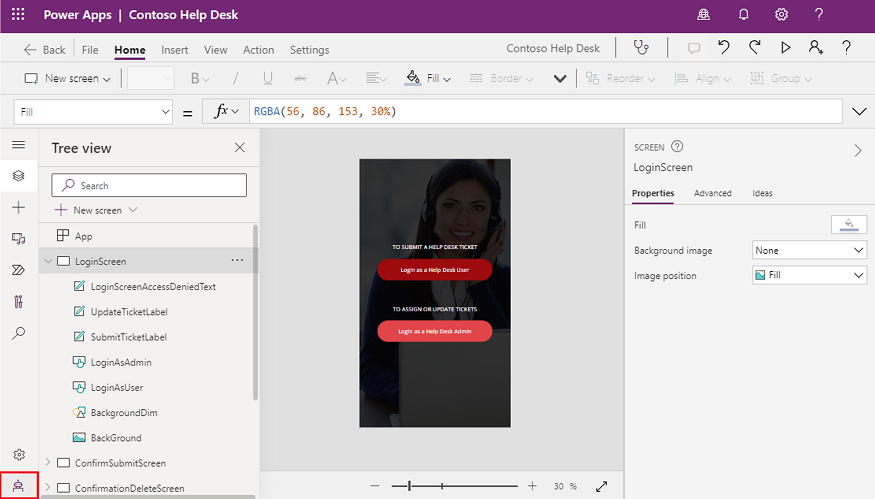 Power Apps | Contoso Help Desk ?
Back File Home Insert View Action Settings Contoso Help Desk ?
New screen B / U abc A Fill Border Reorder Align Group
Fill = fx RGBA(56, 86, 153, 30%)
Tree view
Search
New screen
App
LoginScreen ...
LoginScreenAccessDeniedText
UpdateTicketLabel
SubmitTicketLabel
LoginAsAdmin
LoginAsUser
BackgroundDim
BackGround
ConfirmSubmitScreen
ConfirmationDeleteScreen
TO SUBMIT A HELP DESK TICKET
Login as a Help Desk User
TO ASSIGN OR UPDATE TICKETS
Login as a Help Desk Admin
30 %
SCREEN ?
LoginScreen
Properties Advanced Ideas
Fill
Background image None
Image position Fill